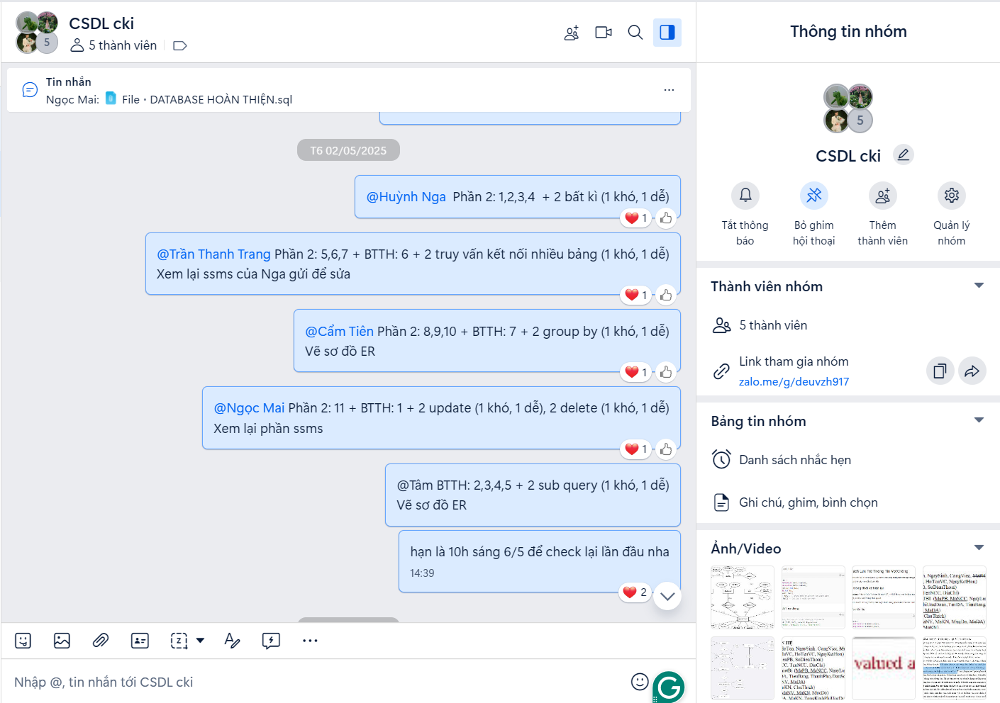 CSDL cki
5
5 thành viên
Tin nhắn
Ngọc Mai: File • DATABASE HOÀN THIỆN.sql
T6 02/05/2025
@Huỳnh Nga Phần 2: 1,2,3,4 + 2 bất kì (1 khó, 1 dễ)
1
@Trần Thanh Trang Phần 2: 5,6,7 + BTTH: 6 + 2 truy vấn kết nối nhiều bảng (1 khó, 1 dễ)
Xem lại ssms của Nga gửi để sửa
1
@Cẩm Tiên Phần 2: 8,9,10 + BTTH: 7 + 2 group by (1 khó, 1 dễ)
Vẽ sơ đồ ER
1
@Ngọc Mai Phần 2: 11 + BTTH: 1 + 2 update (1 khó, 1 dễ), 2 delete (1 khó, 1 dễ)
Xem lại phần ssms
1
@Tâm BTTH: 2,3,4,5 + 2 sub query (1 khó, 1 dễ)
Vẽ sơ đồ ER
hạn là 10h sáng 6/5 để check lại lần đầu nha
14:39
2
Nhập @, tin nhắn tới CSDL cki
Thông tin nhóm
5
CSDL cki
Tắt thông báo
Bỏ ghim hội thoại
Thêm thành viên
Quản lý nhóm
Thành viên nhóm
5 thành viên
Link tham gia nhóm
zalo.me/g/deuvzh917
Bảng tin nhóm
Danh sách nhắc hẹn
Ghi chú, ghim, bình chọn
Ảnh/Video
valued a